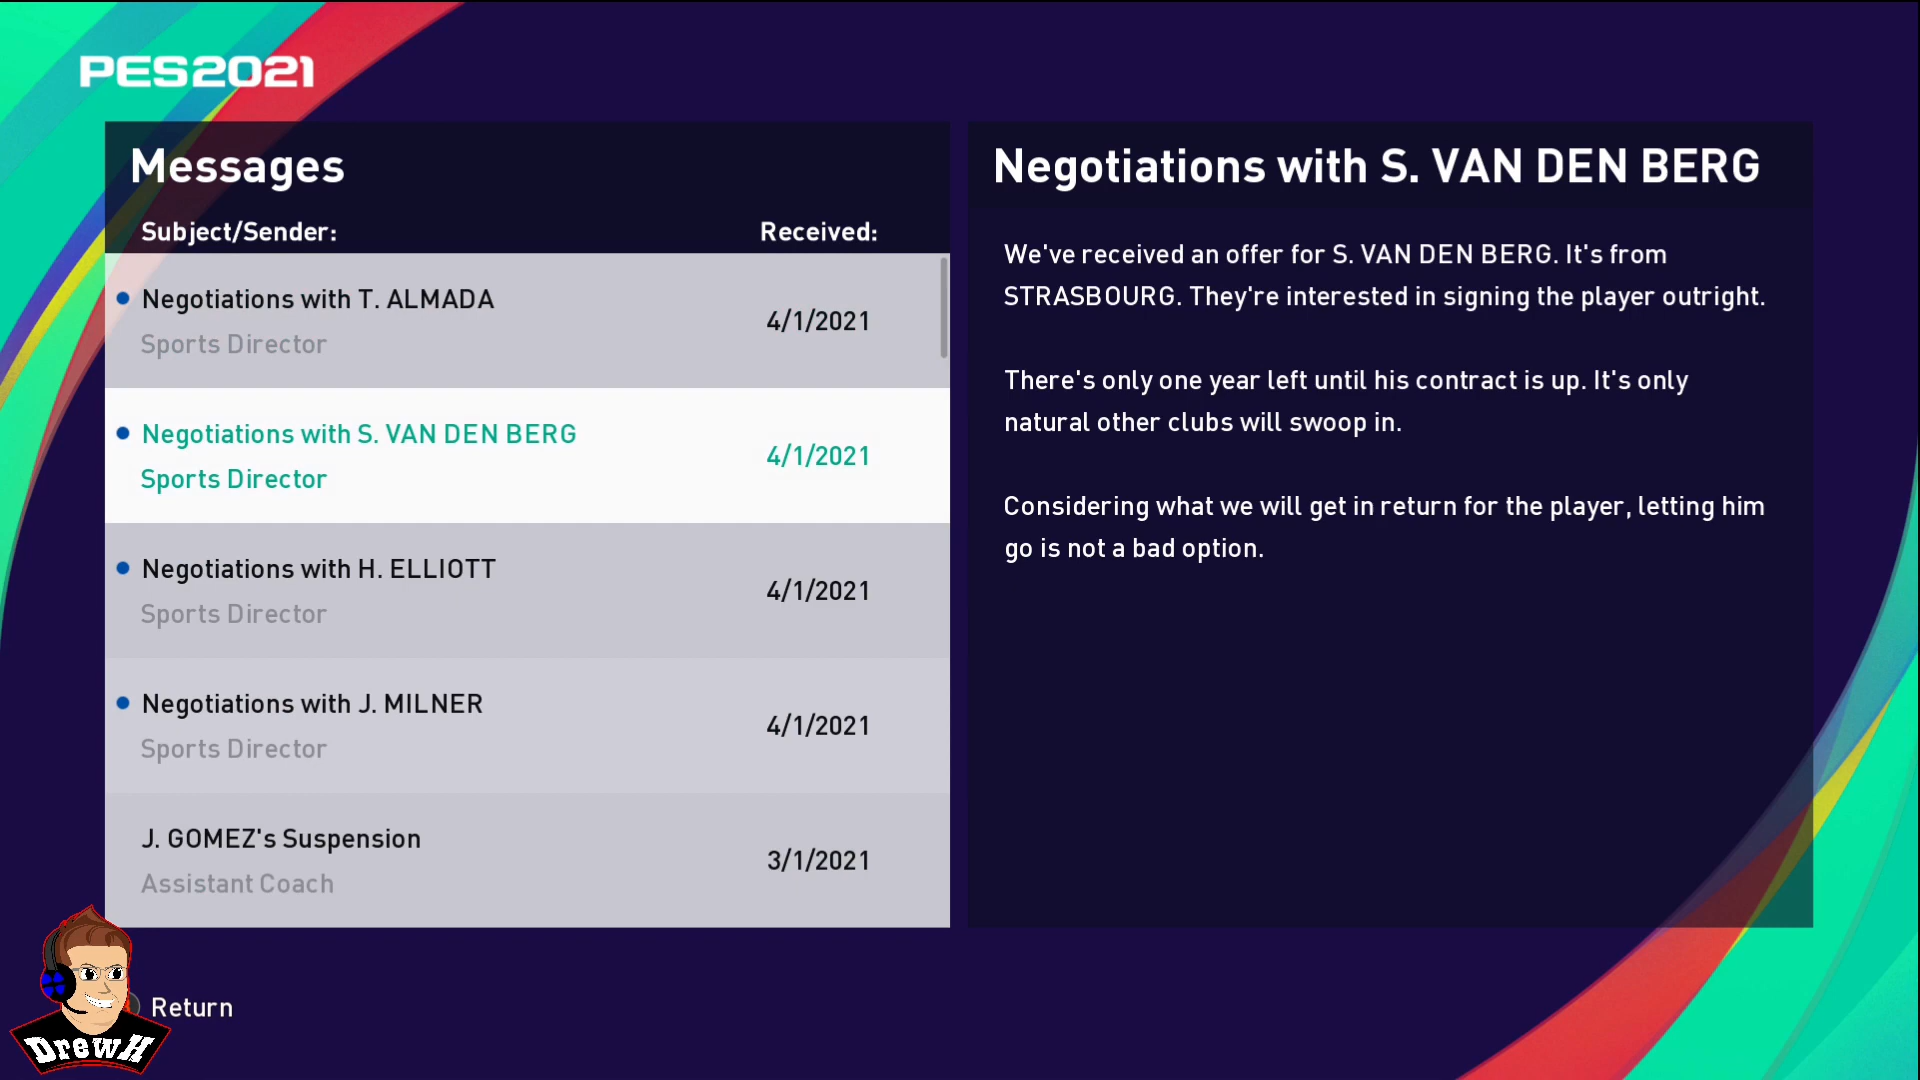 PES2021
Messages
Subject/Sender:
Received:
Negotiations with T. ALMADA
Sports Director
4/1/2021
Negotiations with S. VAN DEN BERG
Sports Director
4/1/2021
Negotiations with H. ELLIOTT
Sports Director
4/1/2021
Negotiations with J. MILNER
Sports Director
4/1/2021
J. GOMEZ's Suspension
Assistant Coach
3/1/2021
Negotiations with S. VAN DEN BERG
We've received an offer for S. VAN DEN BERG. It's from
STRASBOURG. They're interested in signing the player outright.
There's only one year left until his contract is up. It's only
natural other clubs will swoop in.
Considering what we will get in return for the player, letting him
go is not a bad option.
Return
DrewH